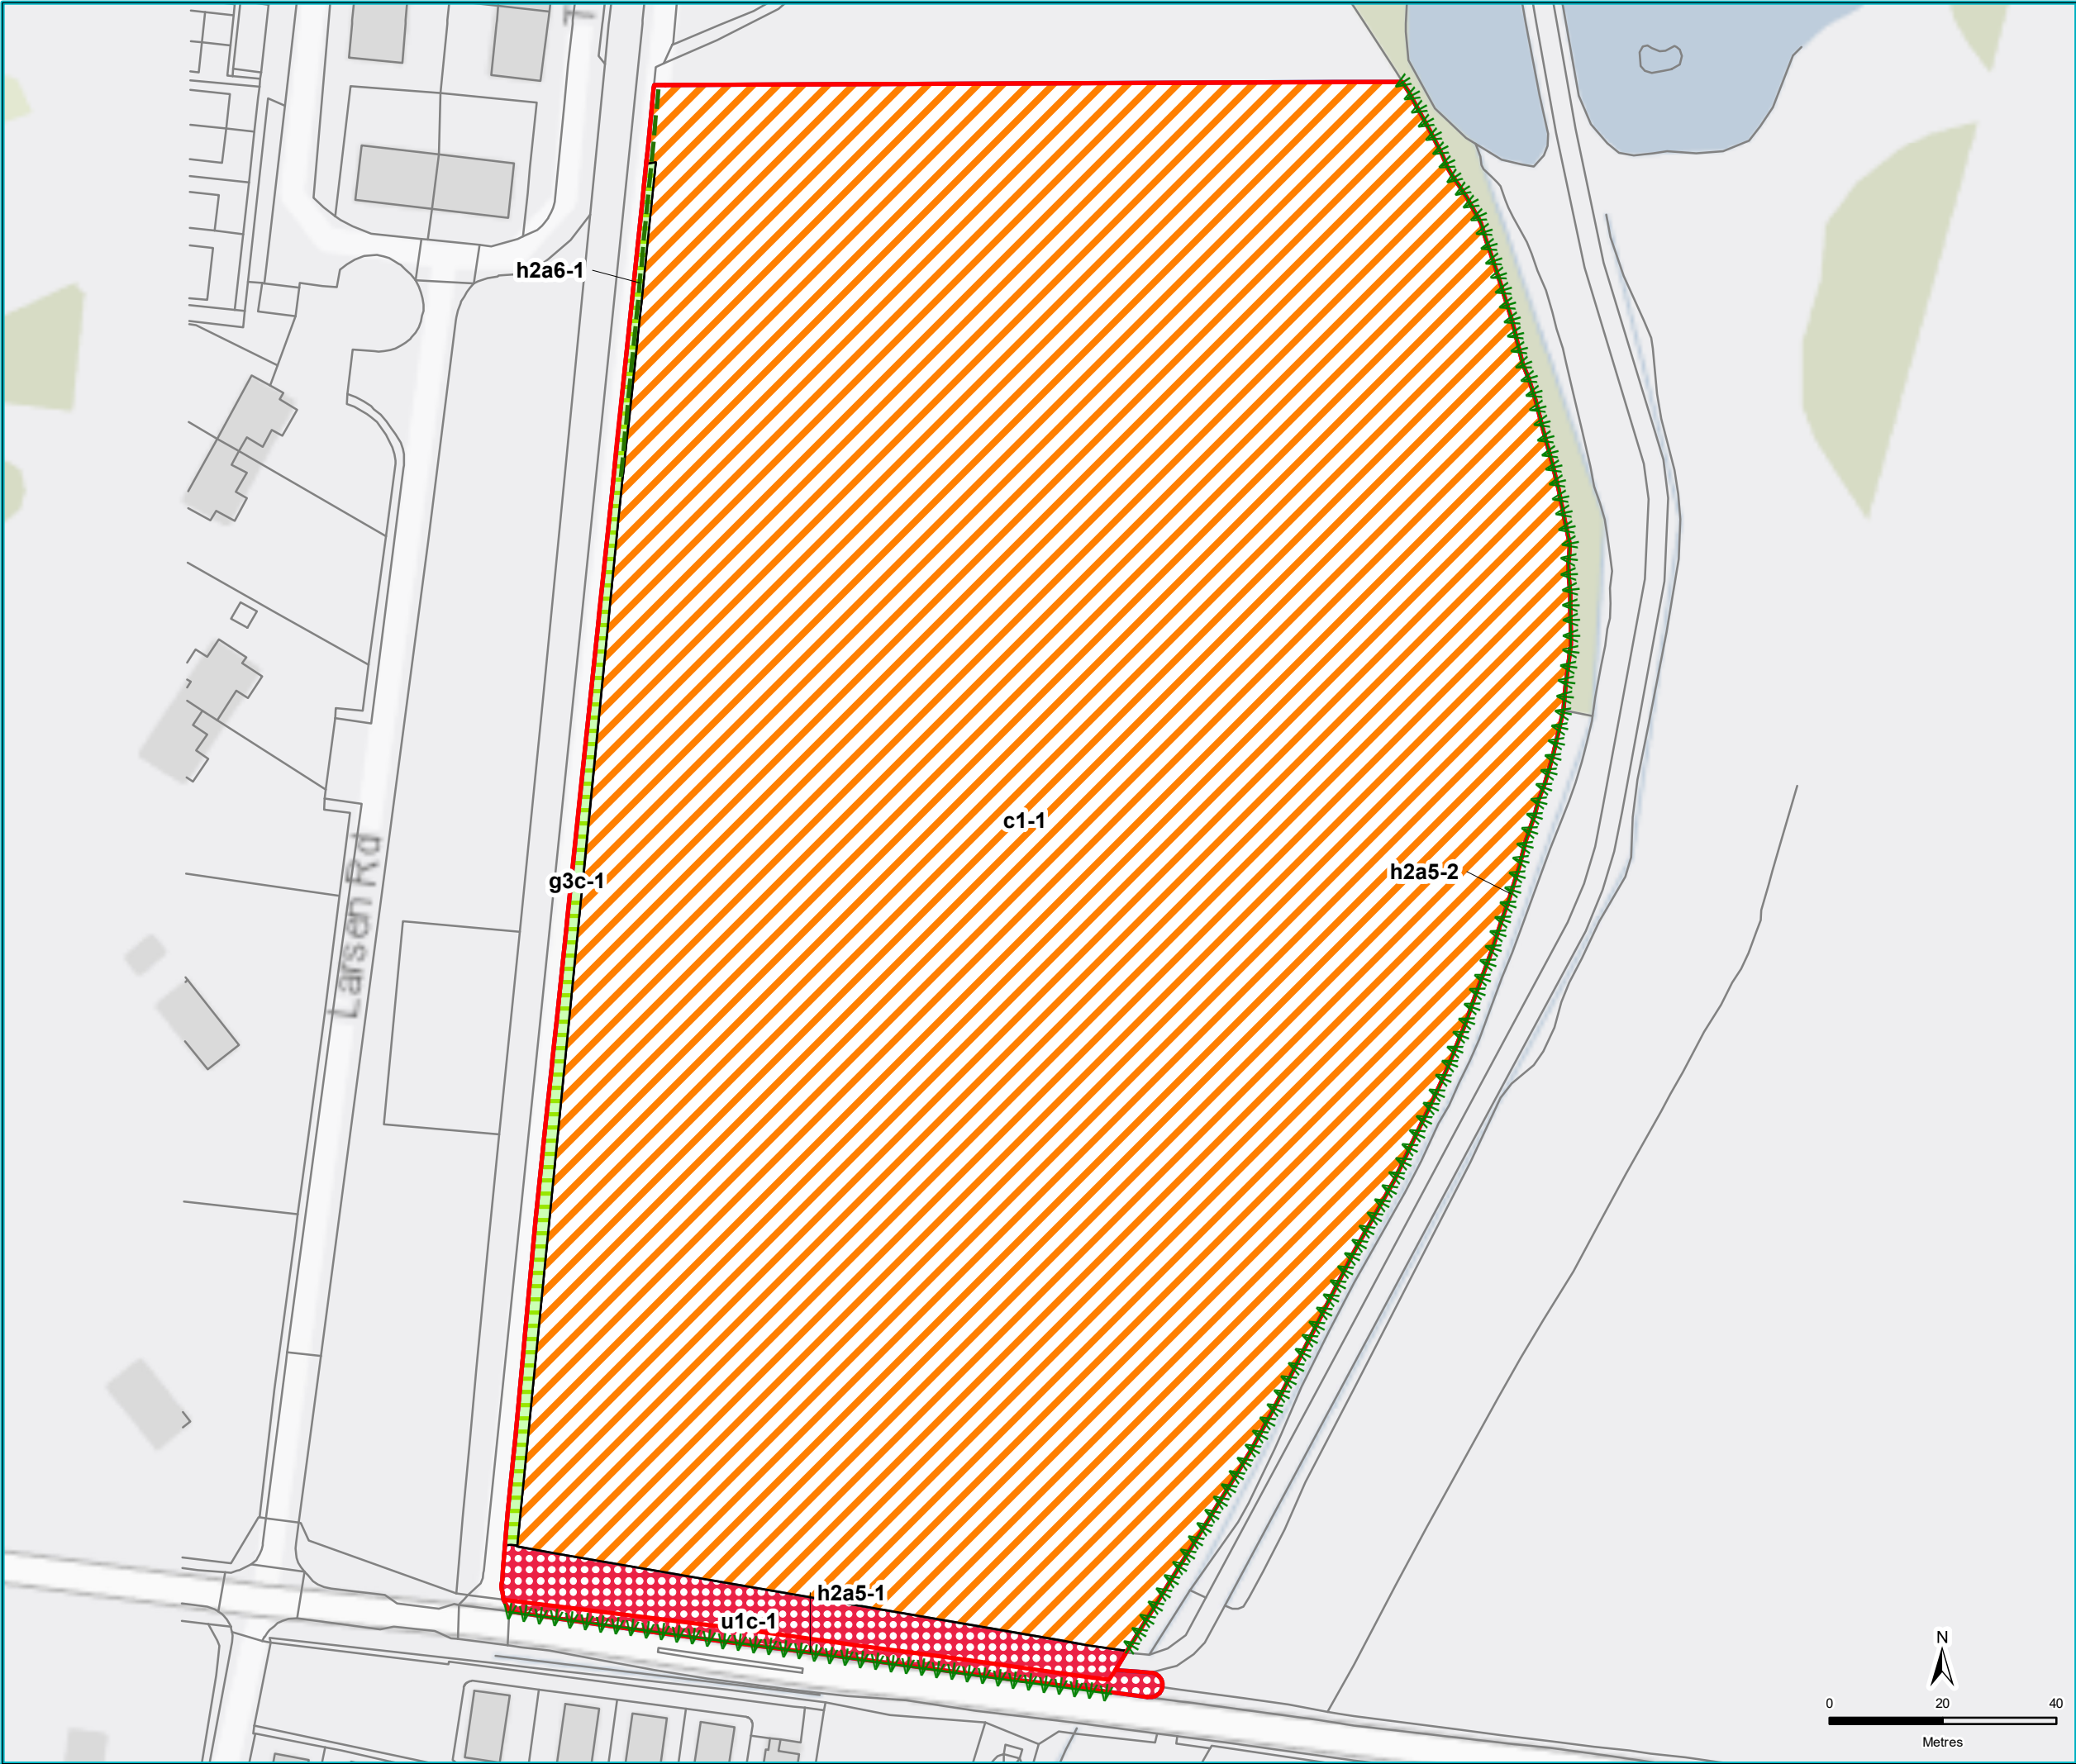 h2a6-1
c1-1
h2a5-2
g3c-1
Larsen Rd
h2a5-1
u1c-1
N
0 20 40
Metres